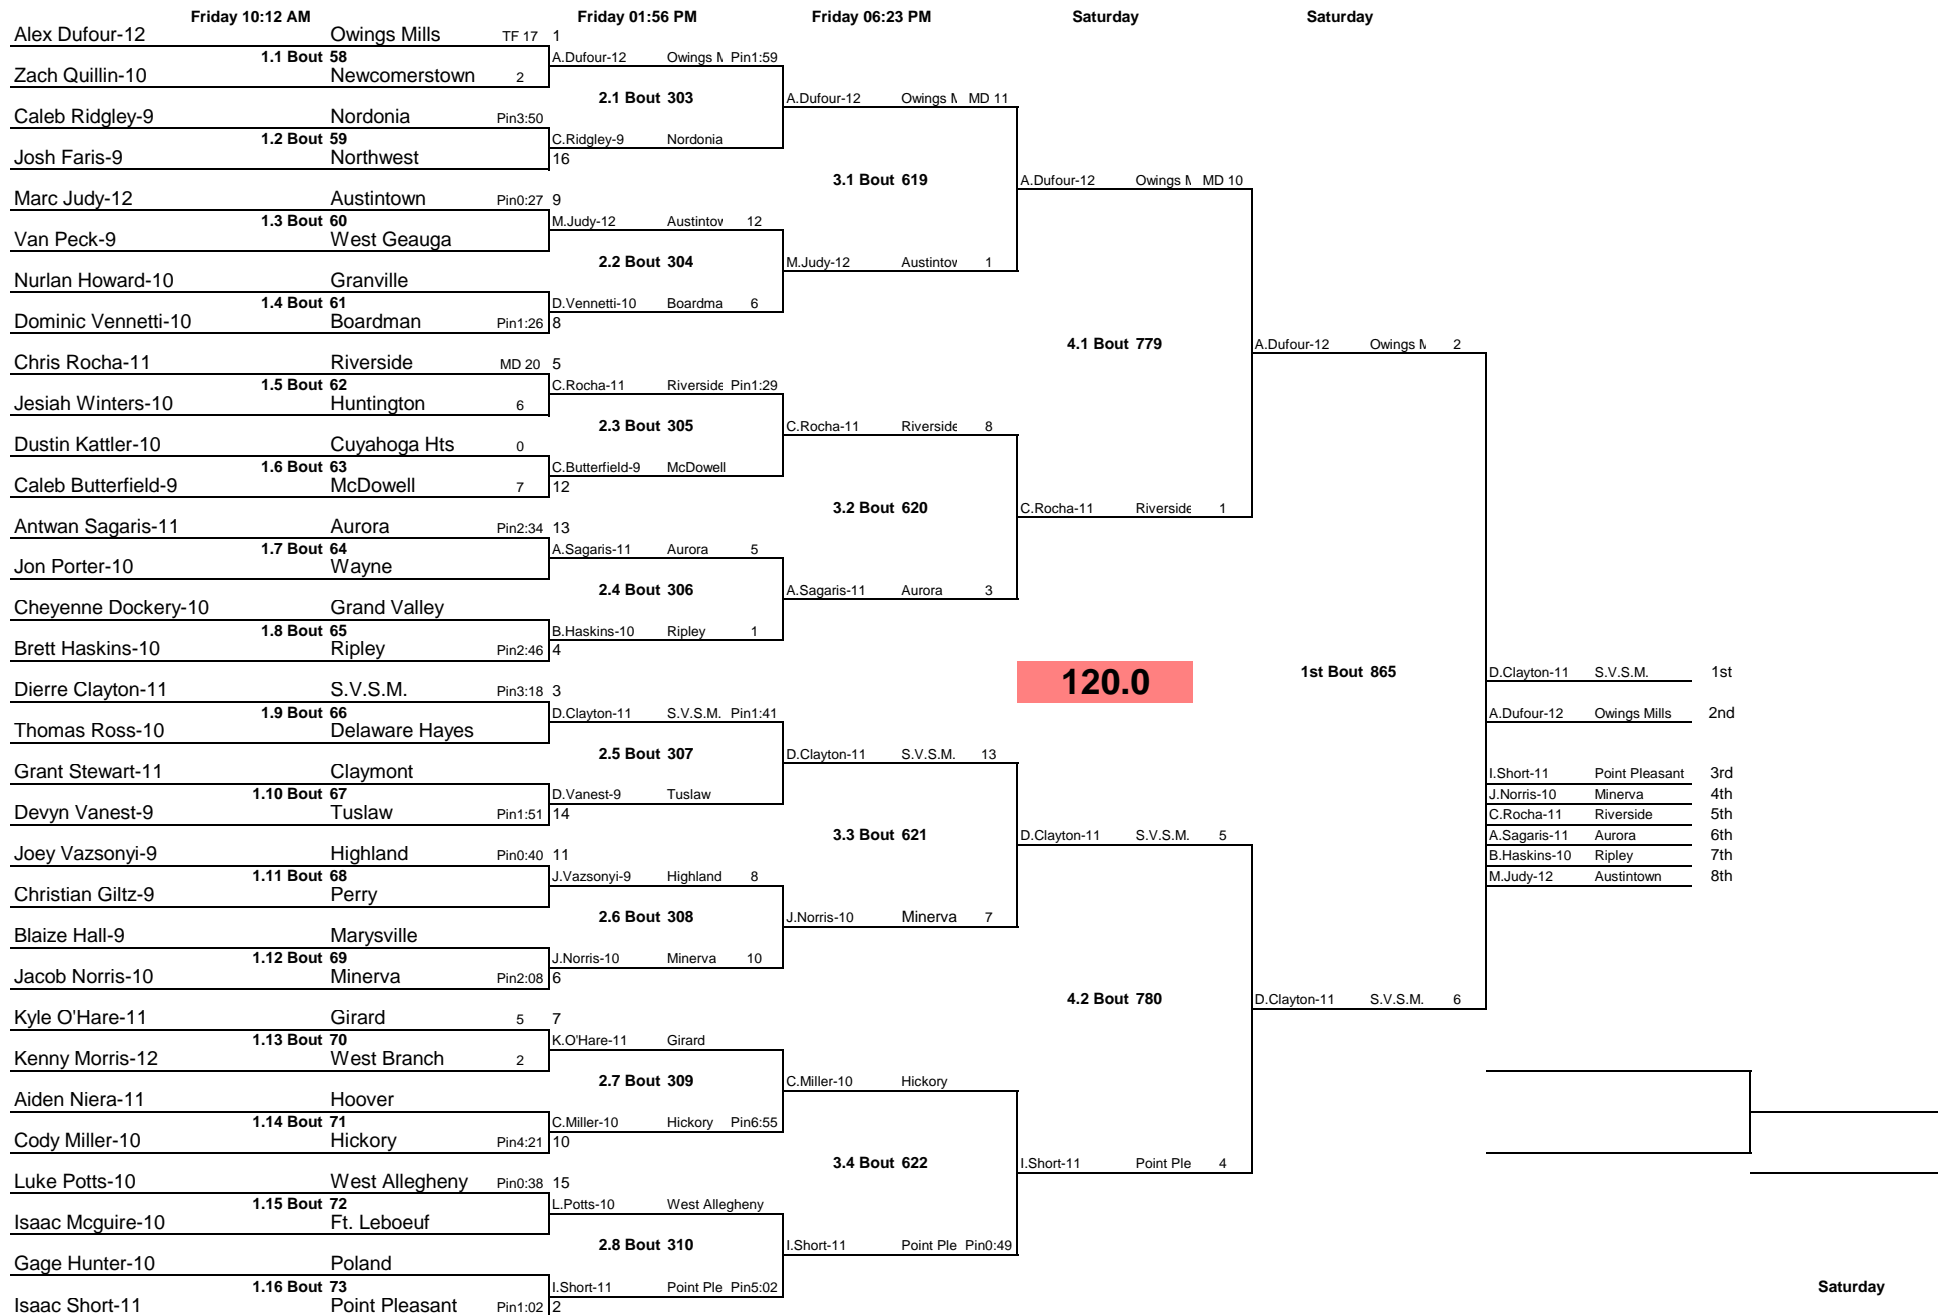 Friday 10:12 AM Friday 01:56 PM Friday 06:23 PM Saturday Saturday
Alex Dufour-12 Owings Mills TF 17 1
1.1 Bout 58 A.Dufour-12 Owings M Pin1:59
Zach Quillin-10 Newcomerstown 2
2.1 Bout 303 A.Dufour-12 Owings M MD 11
Caleb Ridgley-9 Nordonia Pin3:50
1.2 Bout 59 C.Ridgley-9 Nordonia
Josh Faris-9 Northwest 16
3.1 Bout 619 A.Dufour-12 Owings M MD 10
Marc Judy-12 Austintown Pin0:27 9
1.3 Bout 60 M.Judy-12 Austintov 12
Van Peck-9 West Geauga
2.2 Bout 304 M.Judy-12 Austintov 1
Nurlan Howard-10 Granville
1.4 Bout 61 D.Vennetti-10 Boardma 6
Dominic Vennetti-10 Boardman Pin1:26 8
4.1 Bout 779 A.Dufour-12 Owings M 2
Chris Rocha-11 Riverside MD 20 5
1.5 Bout 62 C.Rocha-11 Riverside Pin1:29
Jesiah Winters-10 Huntington 6
2.3 Bout 305 C.Rocha-11 Riverside 8
Dustin Kattler-10 Cuyahoga Hts 0
1.6 Bout 63 C.Butterfield-9 McDowell
Caleb Butterfield-9 McDowell 7 12
3.2 Bout 620 C.Rocha-11 Riverside 1
Antwan Sagaris-11 Aurora Pin2:34 13
1.7 Bout 64 A.Sagaris-11 Aurora 5
Jon Porter-10 Wayne
2.4 Bout 306 A.Sagaris-11 Aurora 3
Cheyenne Dockery-10 Grand Valley
1.8 Bout 65 B.Haskins-10 Ripley 1
Brett Haskins-10 Ripley Pin2:46 4
120.0 1st Bout 865 D.Clayton-11 S.V.S.M. 1st
Dierre Clayton-11 S.V.S.M. Pin3:18 3
1.9 Bout 66 D.Clayton-11 S.V.S.M. Pin1:41 A.Dufour-12 Owings Mills 2nd
Thomas Ross-10 Delaware Hayes
2.5 Bout 307 D.Clayton-11 S.V.S.M. 13
Grant Stewart-11 Claymont I.Short-11 Point Pleasant 3rd
1.10 Bout 67 D.Vanest-9 Tuslaw J.Norris-10 Minerva 4th
Devyn Vanest-9 Tuslaw Pin1:51 14 C.Rocha-11 Riverside 5th
3.3 Bout 621 D.Clayton-11 S.V.S.M. 5 A.Sagaris-11 Aurora 6th
Joey Vazsonyi-9 Highland Pin0:40 11 B.Haskins-10 Ripley 7th
1.11 Bout 68 J.Vazsonyi-9 Highland 8 M.Judy-12 Austintown 8th
Christian Giltz-9 Perry
2.6 Bout 308 J.Norris-10 Minerva 7
Blaize Hall-9 Marysville
1.12 Bout 69 J.Norris-10 Minerva 10
Jacob Norris-10 Minerva Pin2:08 6
4.2 Bout 780 D.Clayton-11 S.V.S.M. 6
Kyle O'Hare-11 Girard 5 7
1.13 Bout 70 K.O'Hare-11 Girard
Kenny Morris-12 West Branch 2
2.7 Bout 309 C.Miller-10 Hickory
Aiden Niera-11 Hoover
1.14 Bout 71 C.Miller-10 Hickory Pin6:55
Cody Miller-10 Hickory Pin4:21 10
3.4 Bout 622 I.Short-11 Point Ple 4
Luke Potts-10 West Allegheny Pin0:38 15
1.15 Bout 72 L.Potts-10 West Allegheny
Isaac Mcguire-10 Ft. Leboeuf
2.8 Bout 310 I.Short-11 Point Ple Pin0:49
Gage Hunter-10 Poland
1.16 Bout 73 I.Short-11 Point Ple Pin5:02 Saturday
Isaac Short-11 Point Pleasant Pin1:02 2